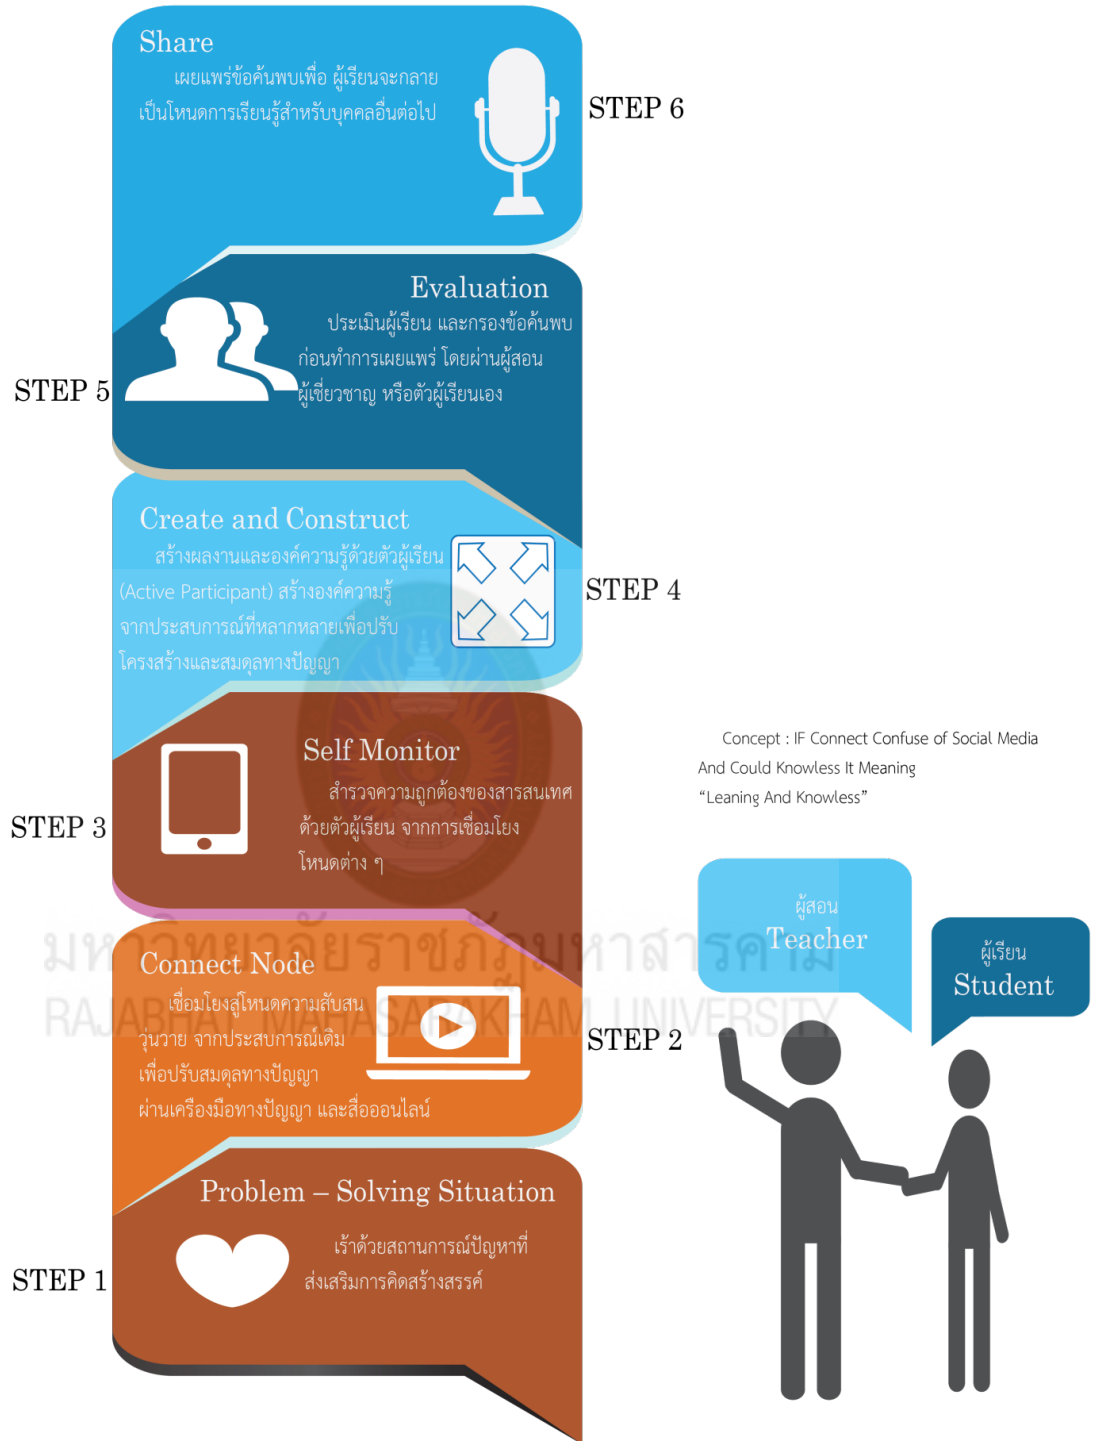 Share
เผยแพร่ข้อค้นพบเพื่อ ผู้เรียนจะกลาย
เป็นโหนดการเรียนรู้สำหรับบุคคลอื่นต่อไป
STEP 6
Evaluation
ประเมินผู้เรียน และกรองข้อค้นพบ
ก่อนทำการเผยแพร่ โดยผ่านผู้สอน
ผู้เชี่ยวชาญ หรือตัวผู้เรียนเอง
STEP 5
Create and Construct
สร้างผลงานและองค์ความรู้ด้วยตัวผู้เรียน
(Active Participant) สร้างองค์ความรู้
จากประสบการณ์ที่หลากหลายเพื่อปรับ
โครงสร้างและสมดุลทางปัญญา
STEP 4
Self Monitor
สำรวจความถูกต้องของสารสนเทศ
ด้วยตัวผู้เรียน จากการเชื่อมโยง
โหนดต่าง ๆ
STEP 3
Concept : IF Connect Confuse of Social Media
And Could Knowless It Meaning
“Leaning And Knowless”
ผู้สอน
Teacher
ผู้เรียน
Student
มหาวิทยาลัยราชภัฏมหาสารคาม
RAJABHAT MAHASARAKHAM UNIVERSITY
Connect Node
เชื่อมโยงสู่โหนดความสับสน
วุ่นวาย จากประสบการณ์เดิม
เพื่อปรับสมดุลทางปัญญา
ผ่านเครื่องมือทางปัญญา และสื่อออนไลน์
STEP 2
Problem – Solving Situation
เร้าด้วยสถานการณ์ปัญหาที่
ส่งเสริมการคิดสร้างสรรค์
STEP 1